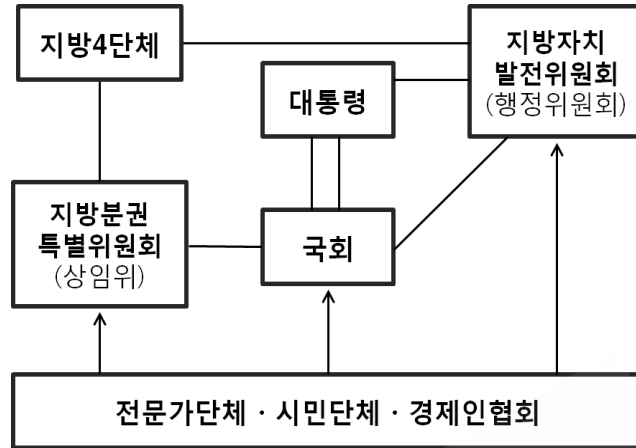 지방4단체
지방자치
발전위원회
(행정위원회)
대통령
지방분권
특별위원회
(상임위)
국회
전문가단체 · 시민단체 · 경제인협회